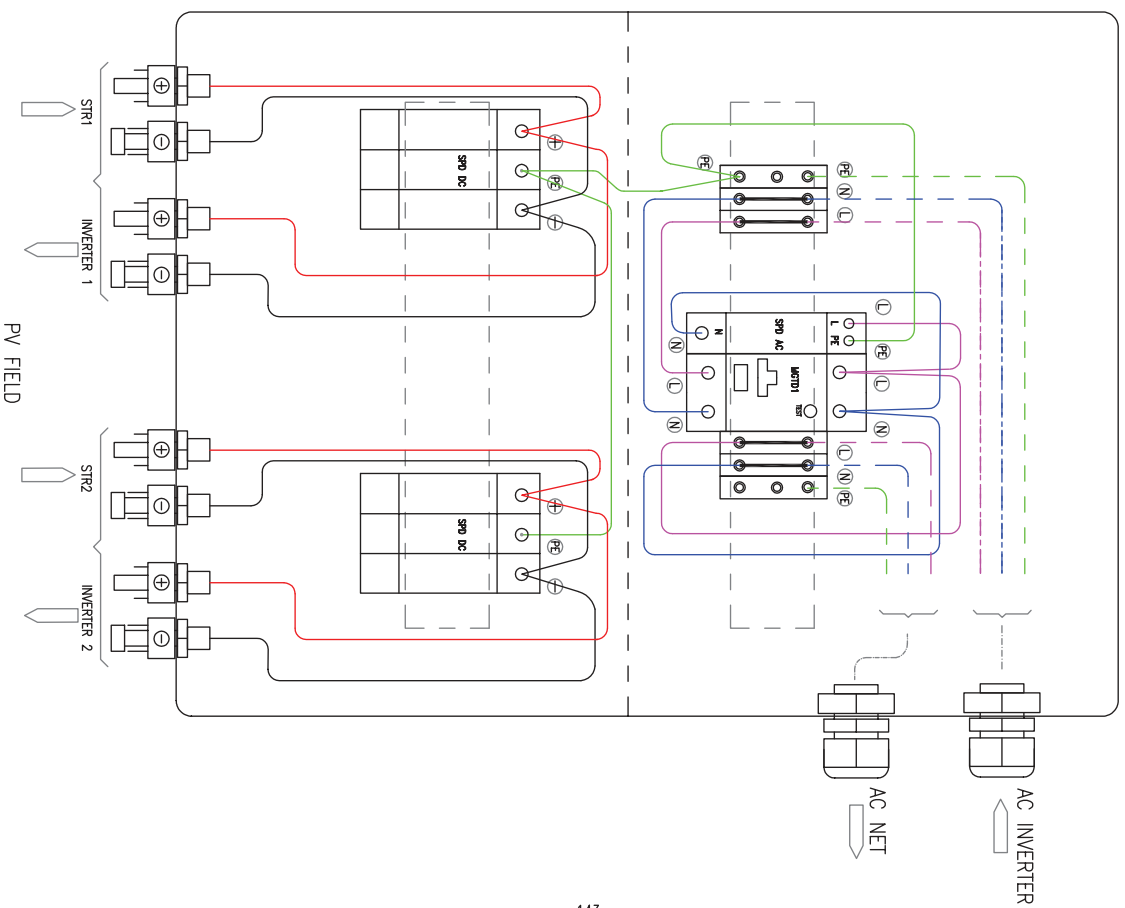 STR1
INVERTER 1
PV FIELD
STR2
INVERTER 2
+
−
+
−
+
−
+
−
SPD DC
+
PE
−
SPD DC
+
PE
−
PE
PE
N
L
N
SPD AC
L
PE
L
PE
N
L
N
MGTD1
TEST
L
N
L
N
PE
AC NET
AC INVERTER